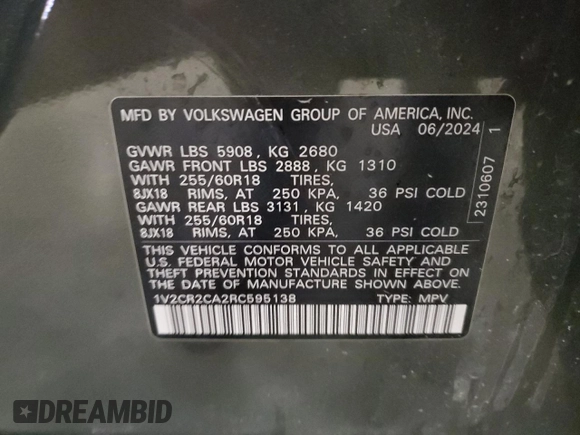 MFD BY VOLKSWAGEN GROUP OF AMERICA, INC.
USA 06/2024
GVWR LBS 5908, KG 2680
GAWR FRONT LBS 2888, KG 1310
WITH 255/60R18 TIRES,
8JX18 RIMS, AT 250 KPA, 36 PSI COLD
GAWR REAR LBS 3131, KG 1420
WITH 255/60R18 TIRES,
8JX18 RIMS, AT 250 KPA, 36 PSI COLD
THIS VEHICLE CONFORMS TO ALL APPLICABLE
U.S. FEDERAL MOTOR VEHICLE SAFETY AND
THEFT PREVENTION STANDARDS IN EFFECT ON
THE DATE OF MANUFACTURE SHOWN ABOVE.
1V2CR2CA2RC595138 TYPE: MPV
2310607 1
DREAMBID